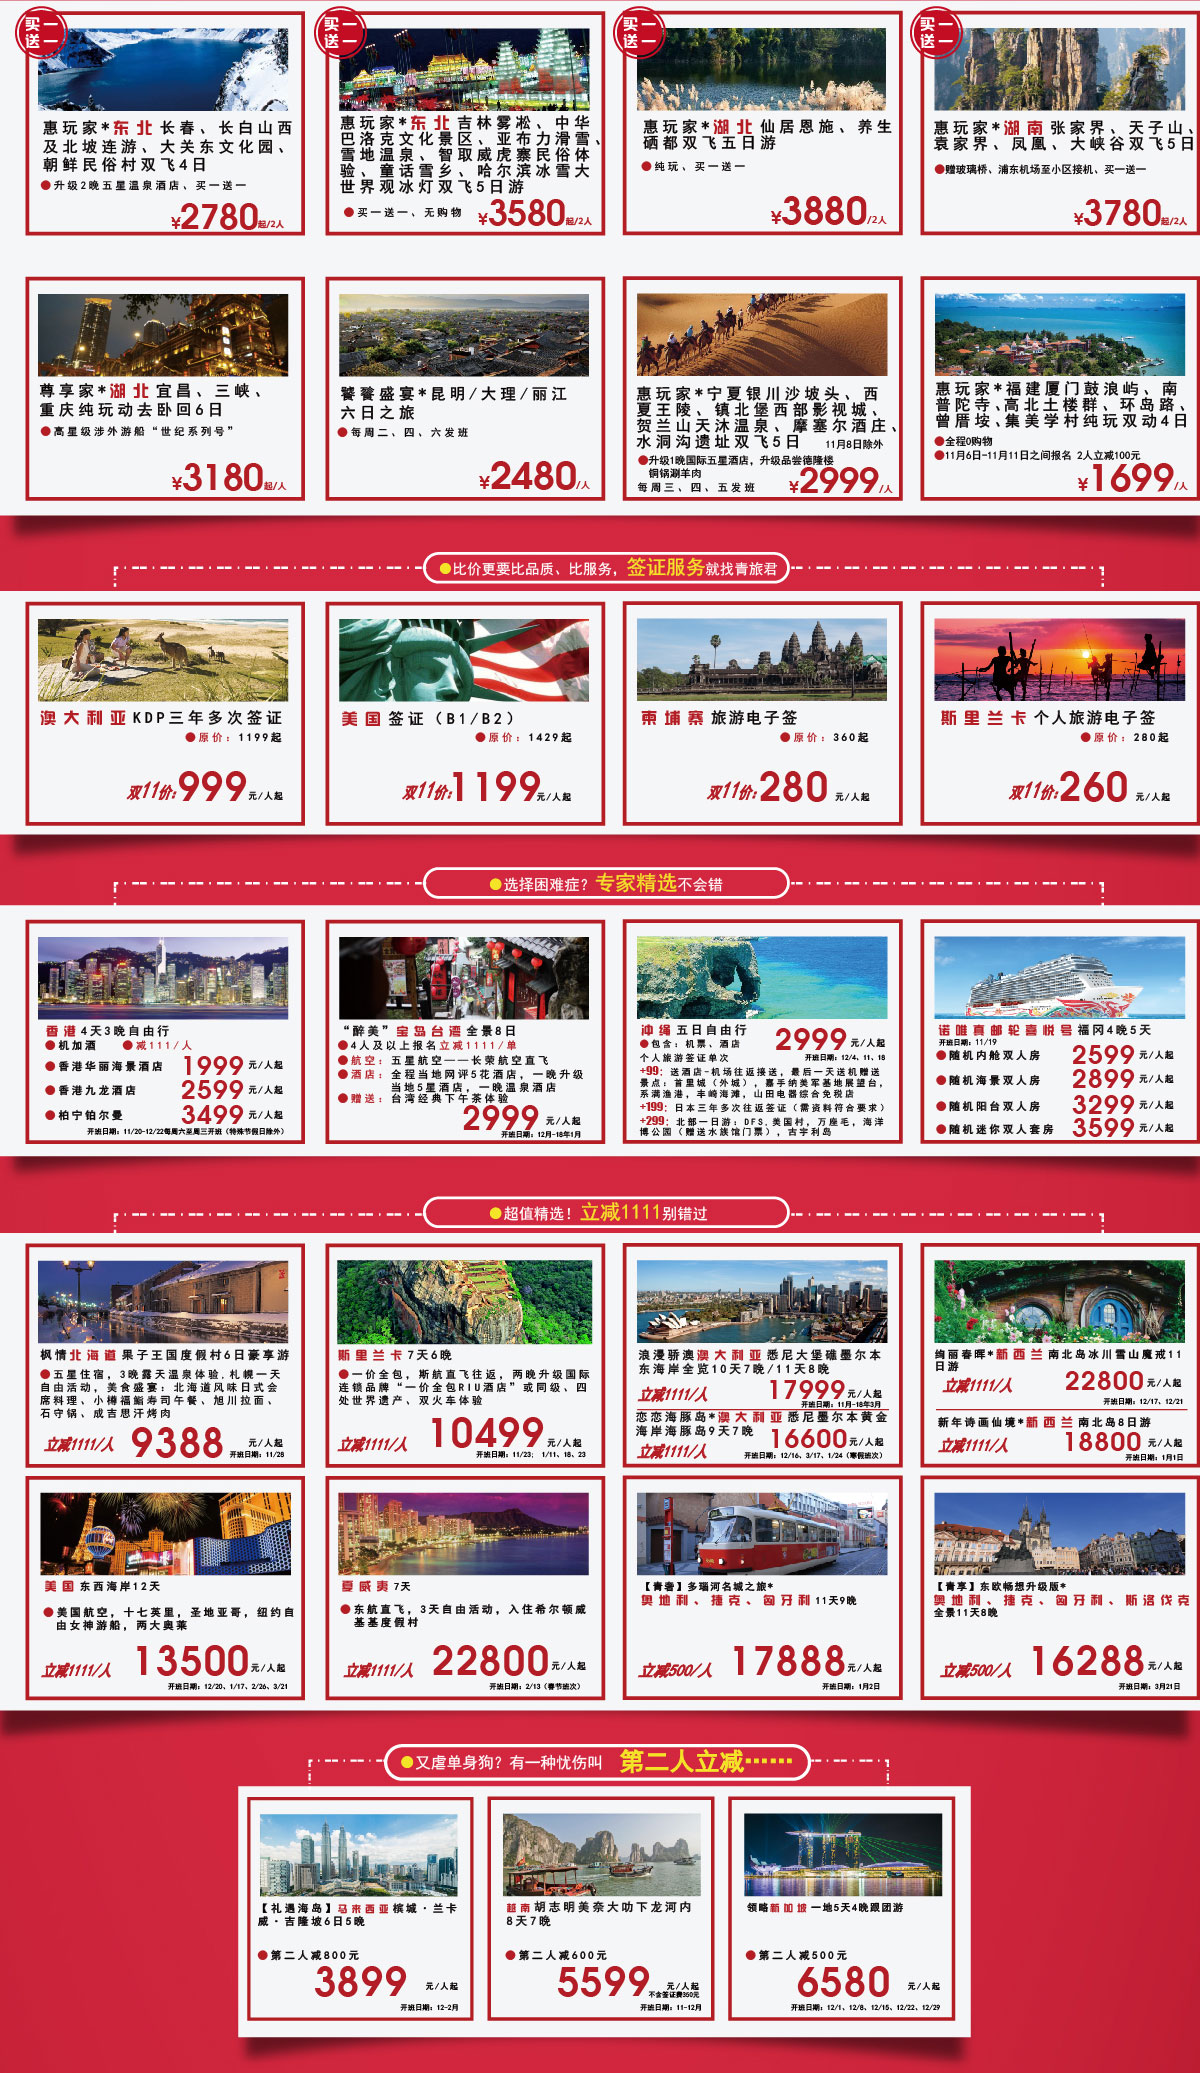 买一
送一
惠玩家*东北 长春、长白山西
及北坡连游、大关东文化园、
朝鲜民俗村双飞4日
●升级2晚五星温泉酒店、买一送一
¥2780起/2人
买一
送一
惠玩家*东北 吉林雾凇、中华
巴洛克文化景区、亚布力滑雪、
雪地温泉、智取威虎寨民俗体
验、童话雪乡、哈尔滨冰雪大
世界观冰灯双飞5日游
●买一送一、无购物
¥3580起/2人
买一
送一
惠玩家*湖北 仙居恩施、养生
硒都双飞五日游
●纯玩、买一送一
¥3880/2人
买一
送一
惠玩家*湖南 张家界、天子山、
袁家界、凤凰、大峡谷双飞5日
●赠玻璃桥、浦东机场至小区接机、买一送一
¥3780起/2人
尊享家*湖北 宜昌、三峡、
重庆纯玩动去卧回6日
●高星级涉外游船“世纪系列号”
¥3180起/人
饕餮盛宴*昆明/大理/丽江
六日之旅
●每周二、四、六发班
¥2480/人
惠玩家*宁夏银川沙坡头、西
夏王陵、镇北堡西部影视城、
贺兰山天沐温泉、摩塞尔酒庄、
水洞沟遗址双飞5日 11月8日除外
●升级1晚国际五星酒店，升级品尝德隆楼
铜锅涮羊肉
每周三、四、五发班
¥2999/人
惠玩家*福建厦门鼓浪屿、南
普陀寺、高北土楼群、环岛路、
曾厝垵、集美学村纯玩双动4日
●全程0购物
●11月6日-11月11日之间报名 2人立减100元
¥1699/人
●比价更要比品质、比服务，签证服务就找青旅君
澳大利亚KDP三年多次签证
●原价：1199起
双11价:999元/人起
美国签证（B1/B2）
●原价：1429起
双11价:1199元/人起
柬埔寨 旅游电子签
●原价：360起
双11价:280 元/人起
斯里兰卡 个人旅游电子签
●原价：280起
双11价:260 元/人起
●选择困难症？专家精选不会错
香港 4天3晚自由行
●机加酒 ●减111/人
●香港华丽海景酒店 1999元/人起
●香港九龙酒店 2599元/人起
●柏宁铂尔曼 3499元/人起
开班日期：11/20-12/22每周六至周三开班（特殊节假日除外）
“醉美”宝岛台湾 全景8日
●4人及以上报名立减1111/单
●航空：五星航空——长荣航空直飞
●酒店：全程当地网评5花酒店，一晚升级
当地5星酒店，一晚温泉酒店
●赠送：台湾经典下午茶体验
2999元/人起
开班日期：12月-18年1月
冲绳 五日自由行
●包含：机票、酒店
个人旅游签证单次
2999元/人起
开班日期：12/4、11、18
+99：送酒店-机场往返接送，最后一天送机赠送
景点：首里城（外城），嘉手纳美军基地展望台，
系满渔港，丰崎海滩，山田电器综合免税店
+199：日本三年多次往返签证（需资料符合要求）
+299：北部一日游：DFS，美国村，万座毛，海洋
博公园（赠送水族馆门票），古宇利岛
诺唯真邮轮喜悦号 福冈4晚5天
开班日期：11/19
●随机内舱双人房 2599元/人起
●随机海景双人房 2899元/人起
●随机阳台双人房 3299元/人起
●随机迷你双人套房 3599元/人起
●超值精选！立减1111别错过
枫情北海道 果子王国度假村6日豪享游
●五星住宿，3晚露天温泉体验，札幌一天
自由活动，美食盛宴：北海道风味日式会
席料理、小樽福鮨寿司午餐、旭川拉面、
石守锅、成吉思汗烤肉
立减1111/人 9388 元/人起
开班日期：11/28
斯里兰卡 7天6晚
●一价全包，斯航直飞往返，两晚升级国际
连锁品牌“一价全包RIU酒店”或同级、四
处世界遗产、双火车体验
立减1111/人 10499元/人起
开班日期：11/23； 1/11、18、23
浪漫骄澳澳大利亚悉尼大堡礁墨尔本
东海岸全览10天7晚/11天8晚
立减1111/人 17999元/人起
开班日期：11月-18年3月
恋恋海豚岛*澳大利亚悉尼墨尔本黄金
海岸海豚岛9天7晚 16600元/人起
立减1111/人
开班日期：12/16、3/17、1/24（寒假班次）
绚丽春晖*新西兰 南北岛冰川雪山魔戒11
日游
立减1111/人 22800元/人起
开班日期：12/17、12/21
新年诗画仙境*新西兰 南北岛8日游
立减1111/人 18800 元/人起
开班日期：1月1日
美国 东西海岸12天
●美国航空，十七英里，圣地亚哥，纽约自
由女神游船，两大奥莱
立减1111/人 13500元/人起
开班日期：12/20、1/17、2/26、3/21
夏威夷 7天
●东航直飞，3天自由活动，入住希尔顿威
基基度假村
立减1111/人 22800元/人起
开班日期：2/13（春节班次）
【青奢】多瑙河名城之旅*
奥地利、捷克、匈牙利 11天9晚
立减500/人 17888元/人起
开班日期：1月2日
【青享】东欧畅想升级版*
奥地利、捷克、匈牙利、斯洛伐克
全景11天8晚
立减500/人 16288元/人起
开班日期：3月21日
●又虐单身狗？有一种忧伤叫 第二人立减······
【礼遇海岛】马来西亚槟城·兰卡
威·吉隆坡6日5晚
●第二人减800元
3899 元/人起
开班日期：12-2月
越南 胡志明美奈大叻下龙河内
8天7晚
●第二人减600元
5599 元/人起
不含签证费350元
开班日期：11-12月
领略新加坡一地5天4晚跟团游
●第二人减500元
6580 元/人起
开班日期：12/1、12/8、12/15、12/22、12/29